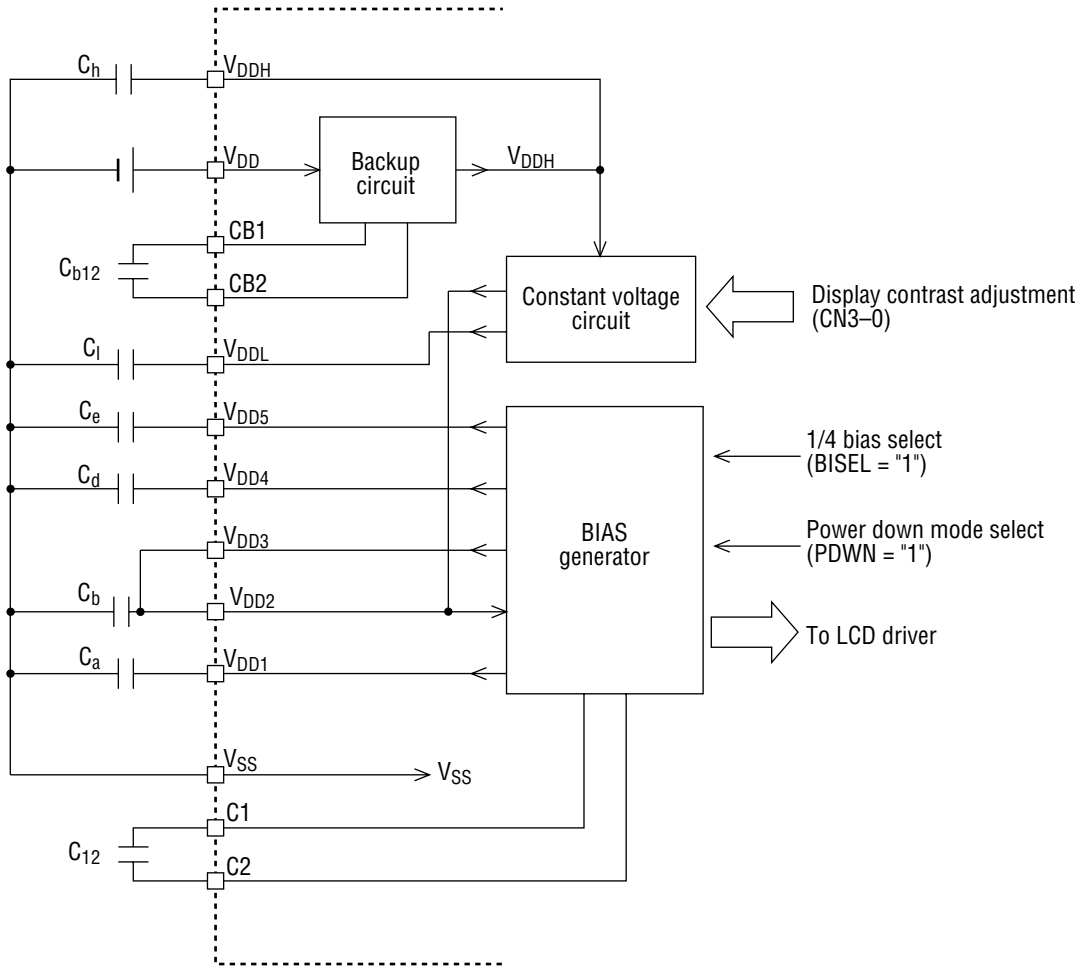 Ch
VDDH
VDD
Backup
circuit
VDDH
CB1
Cb12
CB2
Constant voltage
circuit
Display contrast adjustment
(CN3–0)
Cl
VDDL
Ce
VDD5
Cd
VDD4
VDD3
Cb
VDD2
Ca
VDD1
BIAS
generator
1/4 bias select
(BISEL = "1")
Power down mode select
(PDWN = "1")
To LCD driver
VSS
VSS
C1
C12
C2